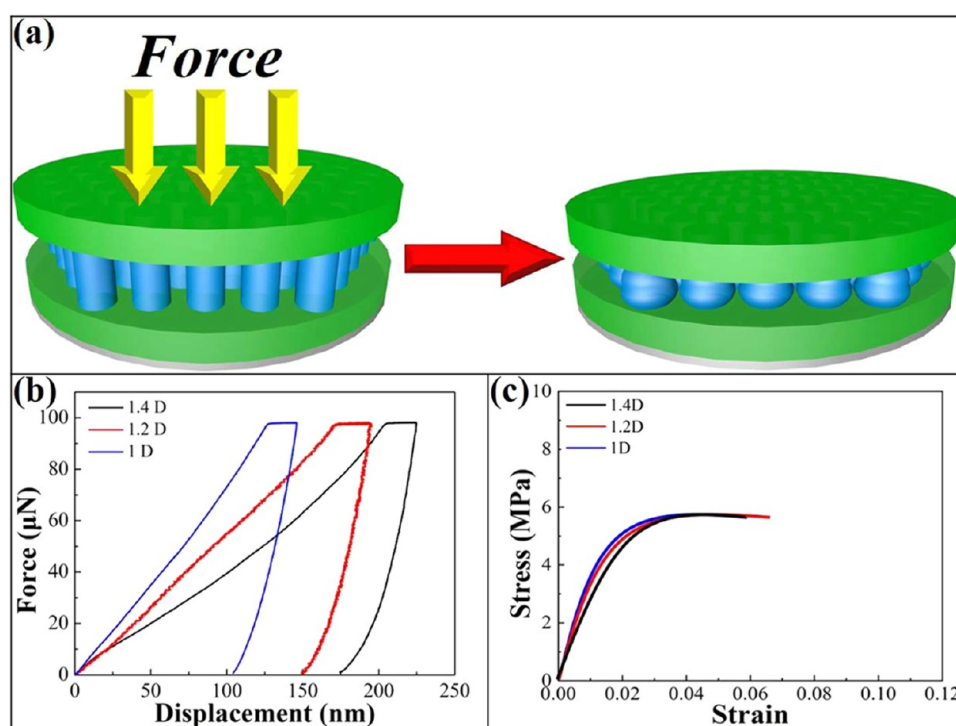 (a)
Force
(b)
1.4 D
1.2 D
1 D
100
80
60
40
20
0
Force (μN)
0 50 100 150 200 250
Displacement (nm)
(c)
1.4D
1.2D
1D
10
8
6
4
2
0
Stress (MPa)
0.00 0.02 0.04 0.06 0.08 0.10 0.12
Strain